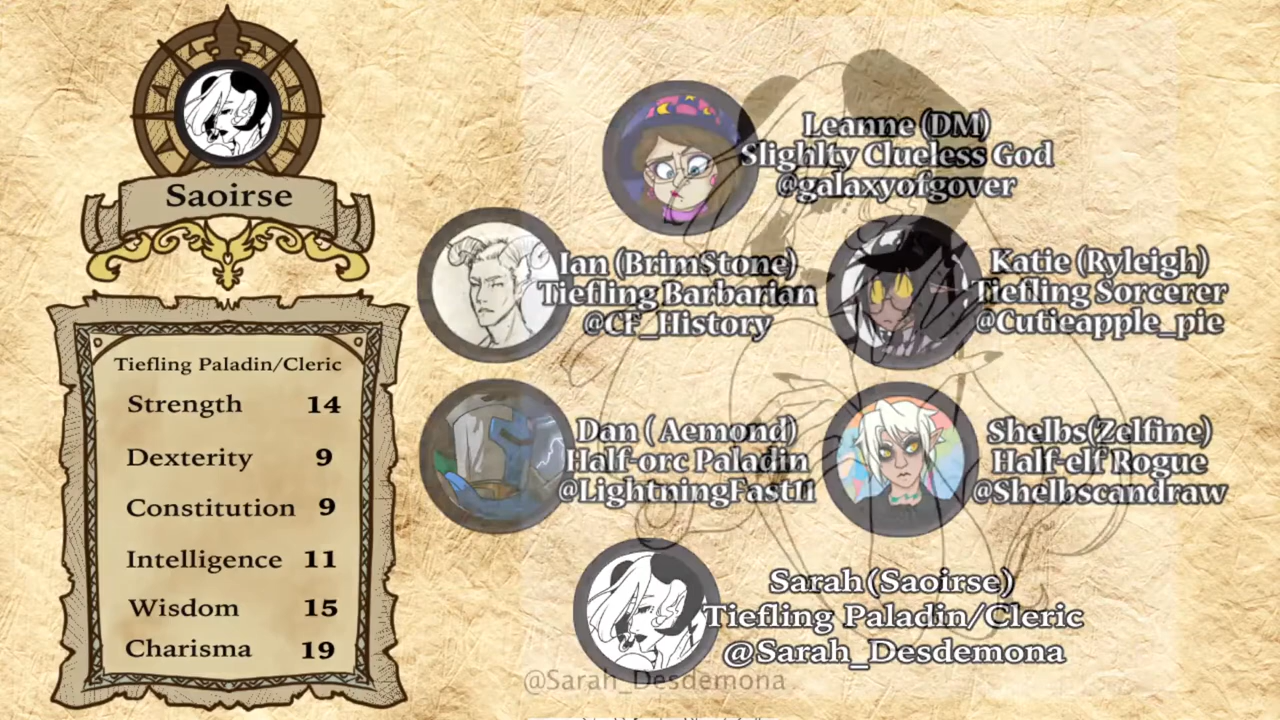 Saoirse
Tiefling Paladin/Cleric
Strength 14
Dexterity 9
Constitution 9
Intelligence 11
Wisdom 15
Charisma 19
Leanne (DM)
Slighlty Clueless God
@galaxyofgover
Ian (BrimStone)
Tiefling Barbarian
@CF_History
Katie (Ryleigh)
Tiefling Sorcerer
@Cutieapple_pie
Dan ( Aemond)
Half-orc Paladin
@LightningFast11
Shelbs(Zelfine)
Half-elf Rogue
@Shelbscandraw
Sarah (Saoirse)
Tiefling Paladin/Cleric
@Sarah_Desdemona
@Sarah_Desdemona